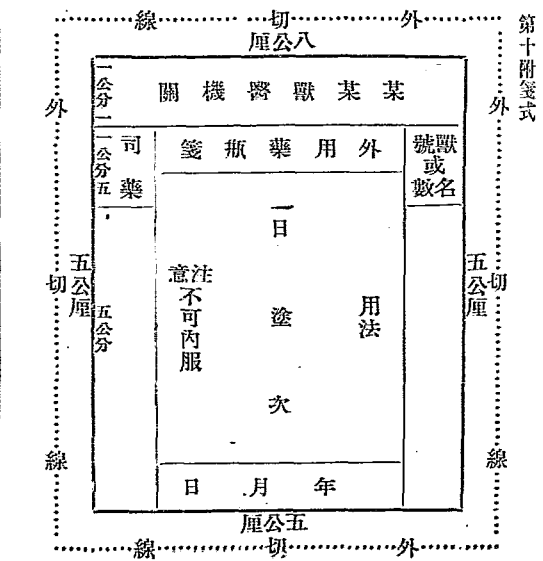 第十附箋式
外切線
八公厘
外切線
外切線
五公厘
五公厘
某某獸醫機關
一公分
獸名
或
號數
外用藥瓶箋
司藥
一公分五
五公分
用法
一日塗次
注意
不可內服
年月日
五公厘
外切線